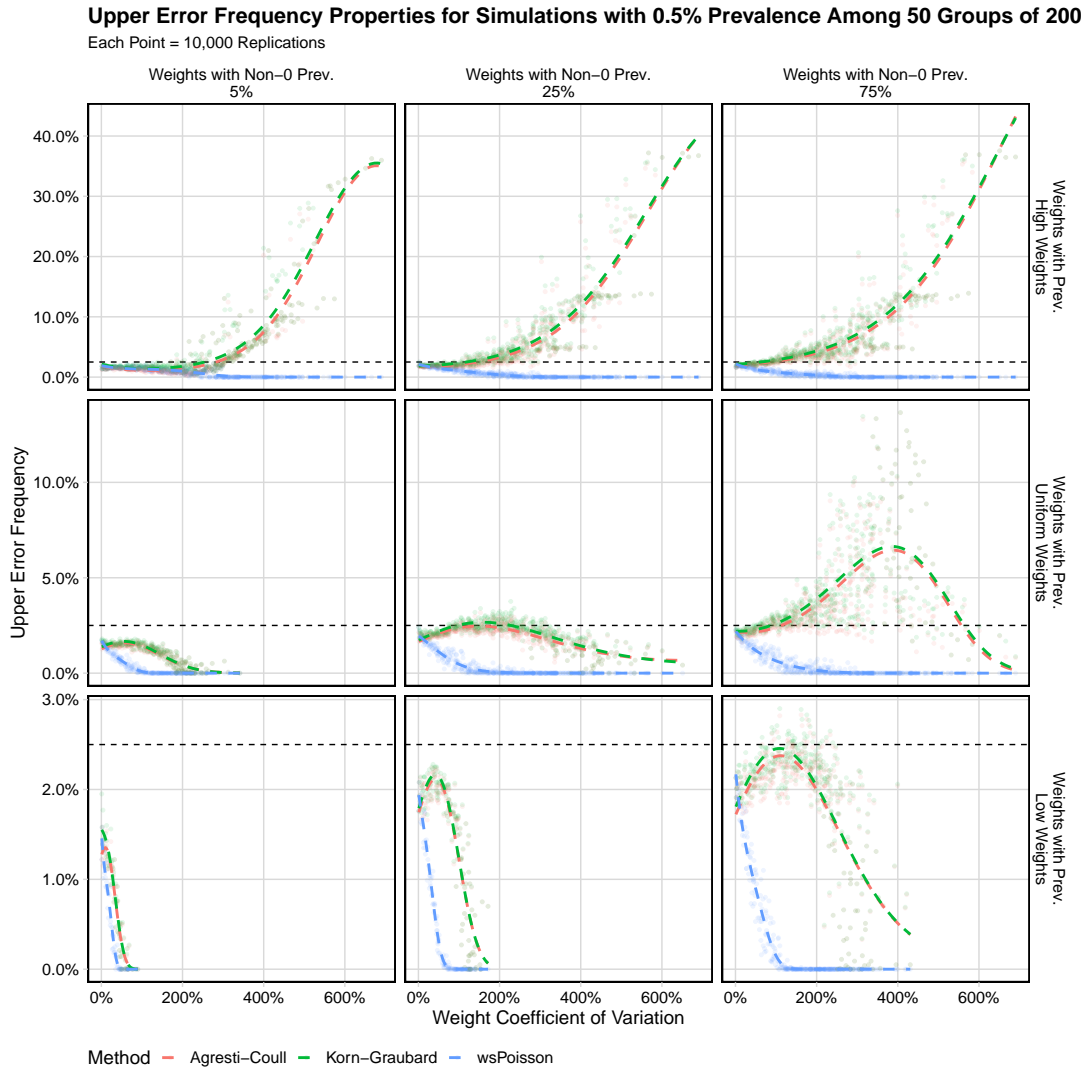 Upper Error Frequency Properties for Simulations with 0.5% Prevalence Among 50 Groups of 200
Each Point = 10,000 Replications
Weights with Non−0 Prev.
5%
Weights with Non−0 Prev.
25%
Weights with Non−0 Prev.
75%
40.0%
30.0%
20.0%
10.0%
0.0%
Weights with Prev.
High Weights
Upper Error Frequency
10.0%
5.0%
0.0%
Weights with Prev.
Uniform Weights
3.0%
2.0%
1.0%
0.0%
Weights with Prev.
Low Weights
0% 200% 400% 600% 0% 200% 400% 600% 0% 200% 400% 600%
Weight Coefficient of Variation
Method Agresti−Coull Korn−Graubard wsPoisson